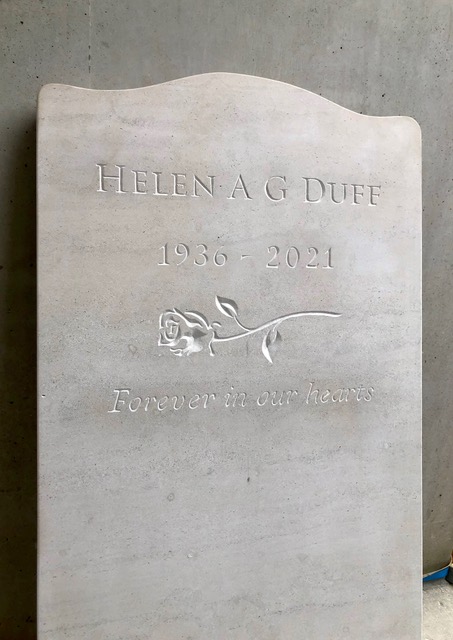 HELEN A G DUFF
1936 - 2021
Forever in our hearts